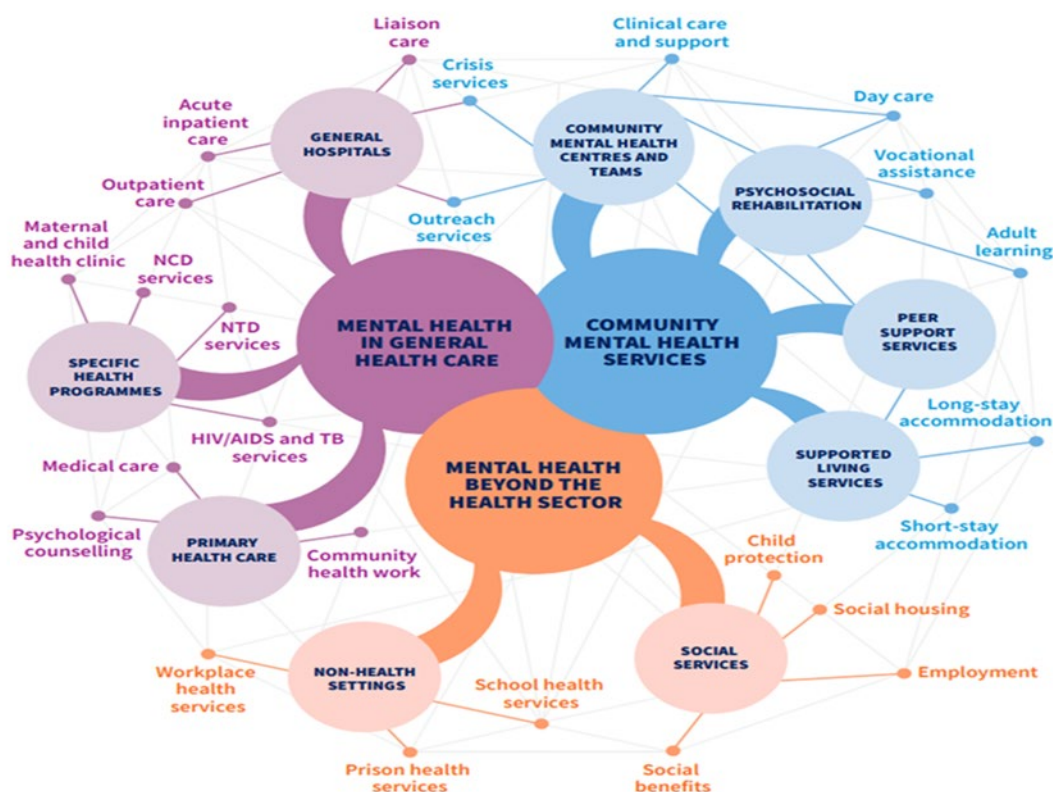 Liaison
care
Clinical care
and support
Crisis
services
Acute
inpatient
care
GENERAL
HOSPITALS
COMMUNITY
MENTAL HEALTH
CENTRES AND
TEAMS
Day care
Vocational
assistance
Outpatient
care
PSYCHOSOCIAL
REHABILITATION
Outreach
services
Maternal
and child
health clinic
NCD
services
Adult
learning
NTD
services
MENTAL HEALTH
IN GENERAL
HEALTH CARE
COMMUNITY
MENTAL HEALTH
SERVICES
PEER
SUPPORT
SERVICES
SPECIFIC
HEALTH
PROGRAMMES
HIV/AIDS and TB
services
Long-stay
accommodation
Medical care
MENTAL HEALTH
BEYOND THE
HEALTH SECTOR
SUPPORTED
LIVING
SERVICES
Psychological
counselling
PRIMARY
HEALTH CARE
Community
health work
Short-stay
accommodation
Child
protection
Social housing
Workplace
health
services
NON-HEALTH
SETTINGS
School health
services
SOCIAL
SERVICES
Employment
Prison health
services
Social
benefits